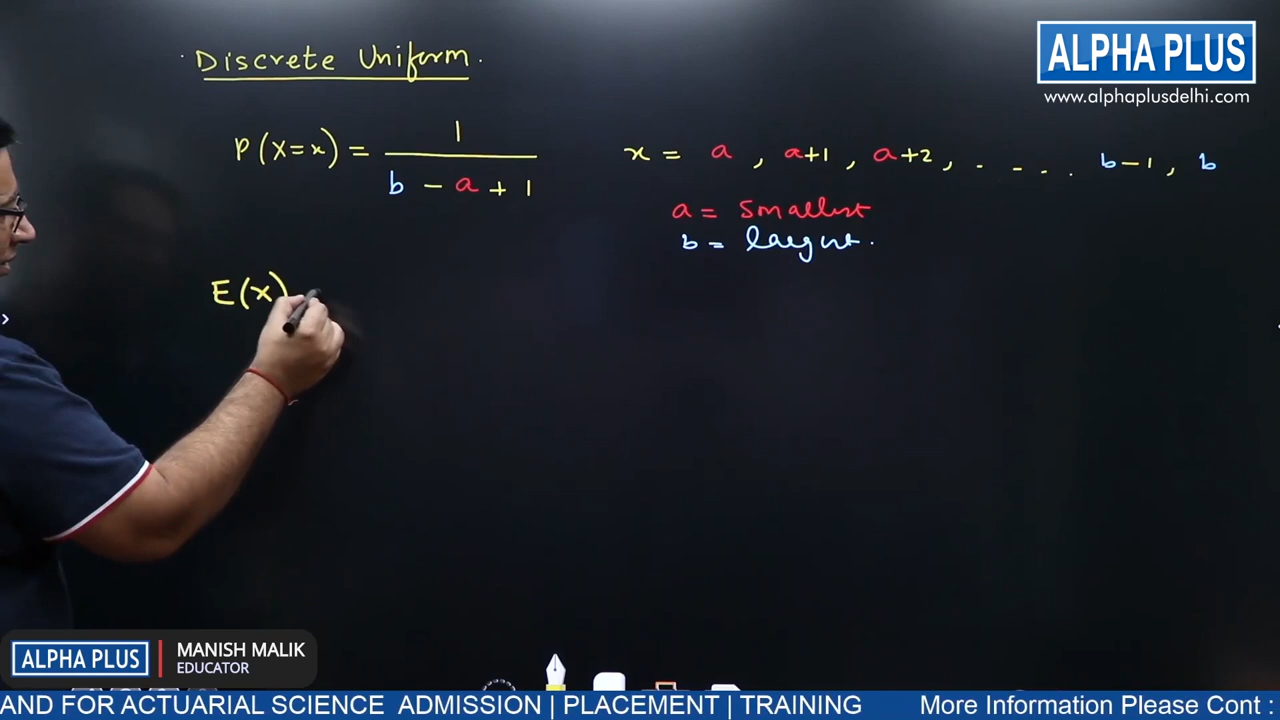 Discrete Uniform.
ALPHA PLUS
www.alphaplusdelhi.com
P(X=x) = 1 / b - a + 1
x = a, a+1, a+2, - - - . b-1, b
a = smallest
b = largest.
E(X)
ALPHA PLUS
MANISH MALIK
EDUCATOR
AND FOR ACTUARIAL SCIENCE ADMISSION | PLACEMENT | TRAINING More Information Please Cont :